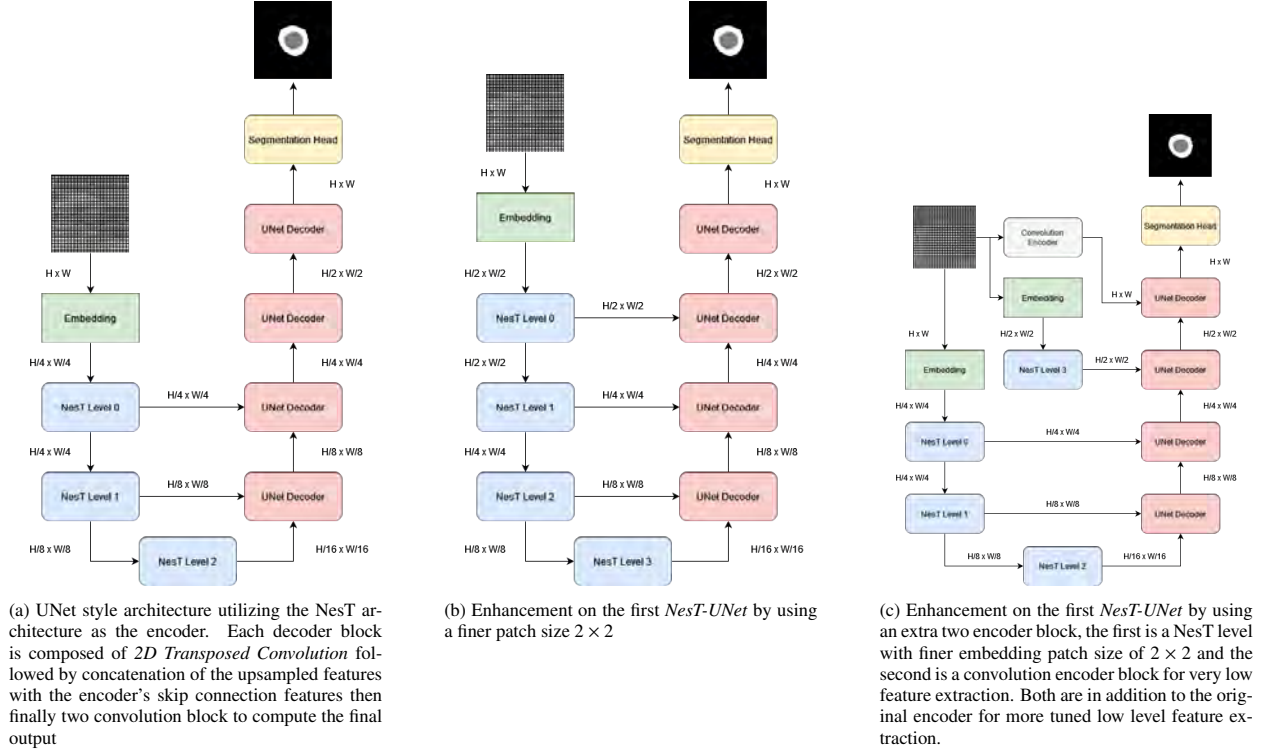 Segmentation Head
H x W
UNet Decoder
H x W
H/2 x W/2
Embedding
UNet Decoder
H/4 x W/4
H/4 x W/4
NesT Level 0
H/4 x W/4
UNet Decoder
H/4 x W/4
H/8 x W/8
NesT Level 1
H/8 x W/8
UNet Decoder
H/8 x W/8
NesT Level 2
H/16 x W/16
(a) UNet style architecture utilizing the NesT ar-
chitecture as the encoder. Each decoder block
is composed of 2D Transposed Convolution fol-
lowed by concatenation of the upsampled features
with the encoder's skip connection features then
finally two convolution block to compute the final
output
Segmentation Head
H x W
H x W
Embedding
UNet Decoder
H/2 x W/2
H/2 x W/2
NesT Level 0
H/2 x W/2
UNet Decoder
H/2 x W/2
H/4 x W/4
NesT Level 1
H/4 x W/4
UNet Decoder
H/4 x W/4
H/8 x W/8
NesT Level 2
H/8 x W/8
UNet Decoder
H/8 x W/8
NesT Level 3
H/16 x W/16
(b) Enhancement on the first NesT-UNet by using
a finer patch size 2 × 2
Segmentation Head
Convolution
Encoder
H x W
Embedding
H x W
UNet Decoder
H x W
H/2 x W/2
H/2 x W/2
Embedding
NesT Level 3
H/2 x W/2
UNet Decoder
H/4 x W/4
H/4 x W/4
NesT Level 0
H/4 x W/4
UNet Decoder
H/4 x W/4
H/8 x W/8
NesT Level 1
H/8 x W/8
UNet Decoder
H/8 x W/8
NesT Level 2
H/16 x W/16
(c) Enhancement on the first NesT-UNet by using
an extra two encoder block, the first is a NesT level
with finer embedding patch size of 2 × 2 and the
second is a convolution encoder block for very low
feature extraction. Both are in addition to the orig-
inal encoder for more tuned low level feature ex-
traction.